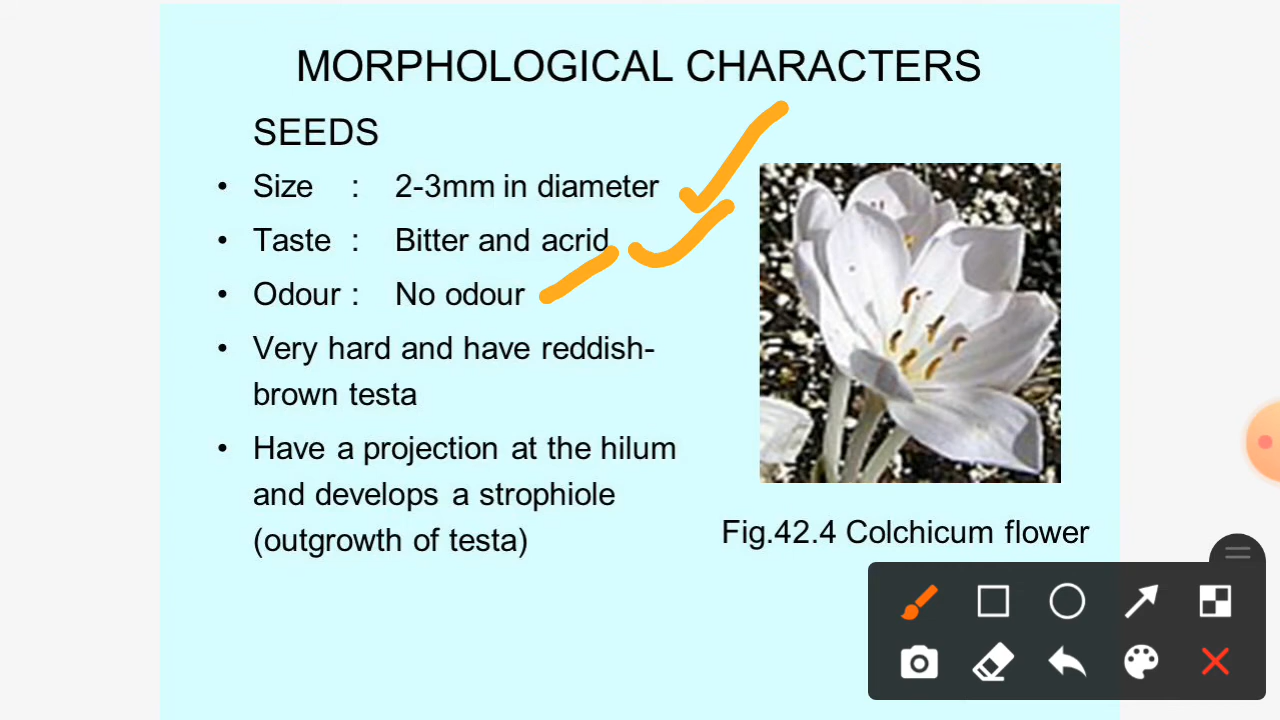 MORPHOLOGICAL CHARACTERS
SEEDS
• Size : 2-3mm in diameter
• Taste : Bitter and acrid
• Odour : No odour
• Very hard and have reddish-
brown testa
• Have a projection at the hilum
and develops a strophiole
(outgrowth of testa)
Fig.42.4 Colchicum flower